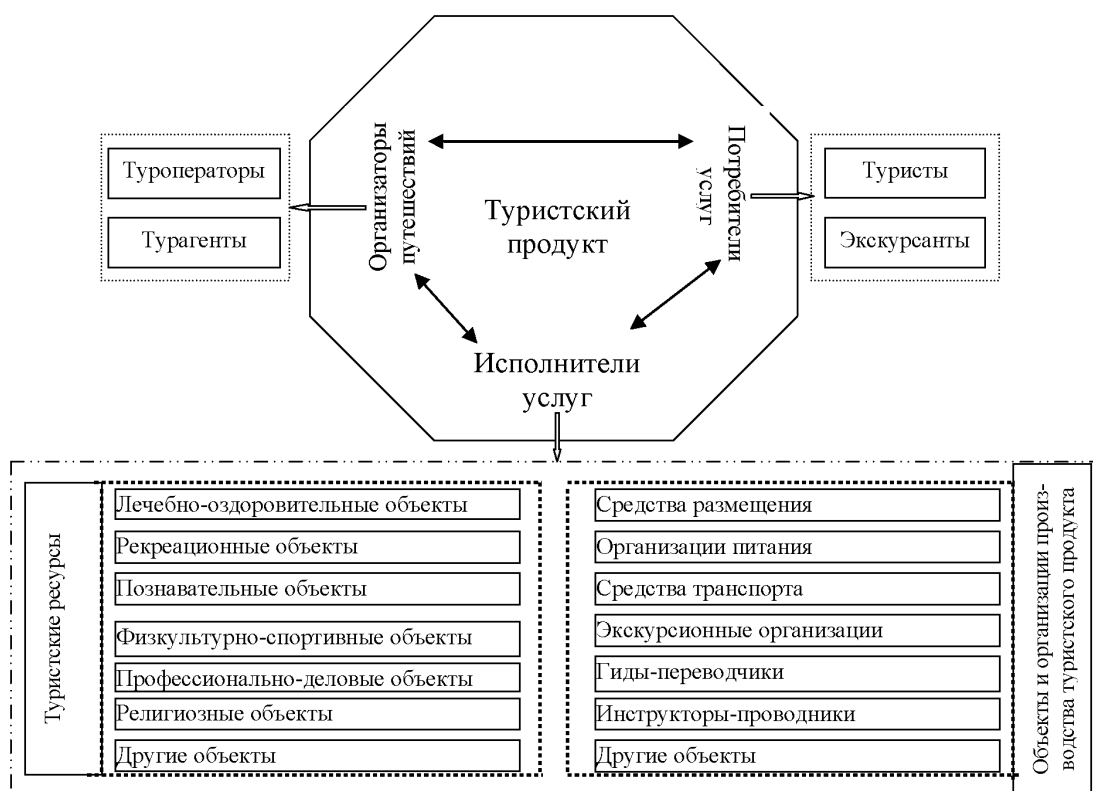 Туроператоры
Турагенты
Организаторы
путешествий
Туристский
продукт
Потребители
услуг
Туристы
Экскурсанты
Исполнители
услуг
Туристские ресурсы
Лечебно-оздоровительные объекты
Рекреационные объекты
Познавательные объекты
Физкультурно-спортивные объекты
Профессионально-деловые объекты
Религиозные объекты
Другие объекты
Средства размещения
Организации питания
Средства транспорта
Экскурсионные организации
Гиды-переводчики
Инструкторы-проводники
Другие объекты
Объекты и организации произ-
водства туристского продукта